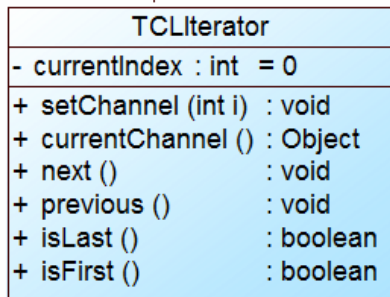 TCLIterator
- currentIndex : int = 0
+ setChannel (int i) : void
+ currentChannel () : Object
+ next () : void
+ previous () : void
+ isLast () : boolean
+ isFirst () : boolean